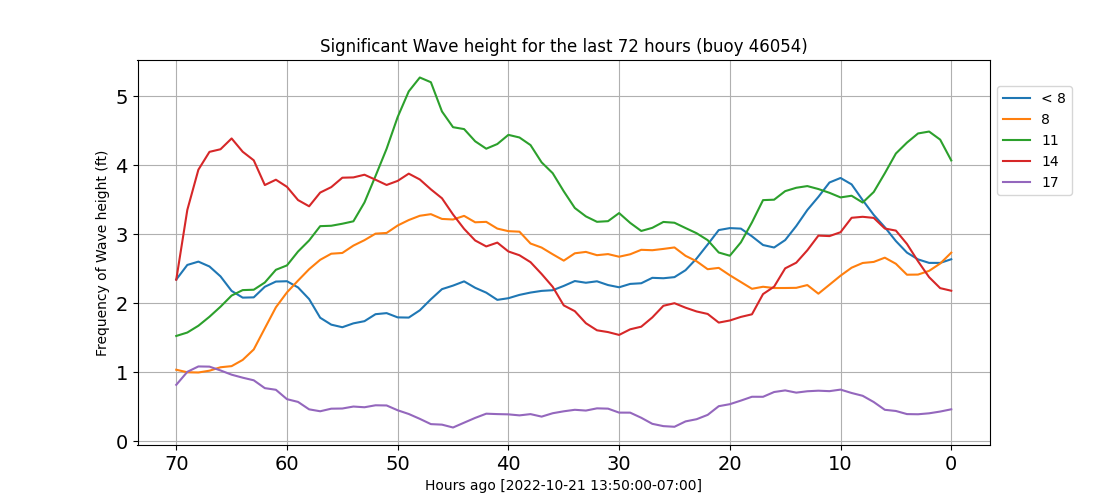 Significant Wave height for the last 72 hours (buoy 46054)
Frequency of Wave height (ft)
5
4
3
2
1
0
70 60 50 40 30 20 10 0
Hours ago [2022-10-21 13:50:00-07:00]
< 8
8
11
14
17